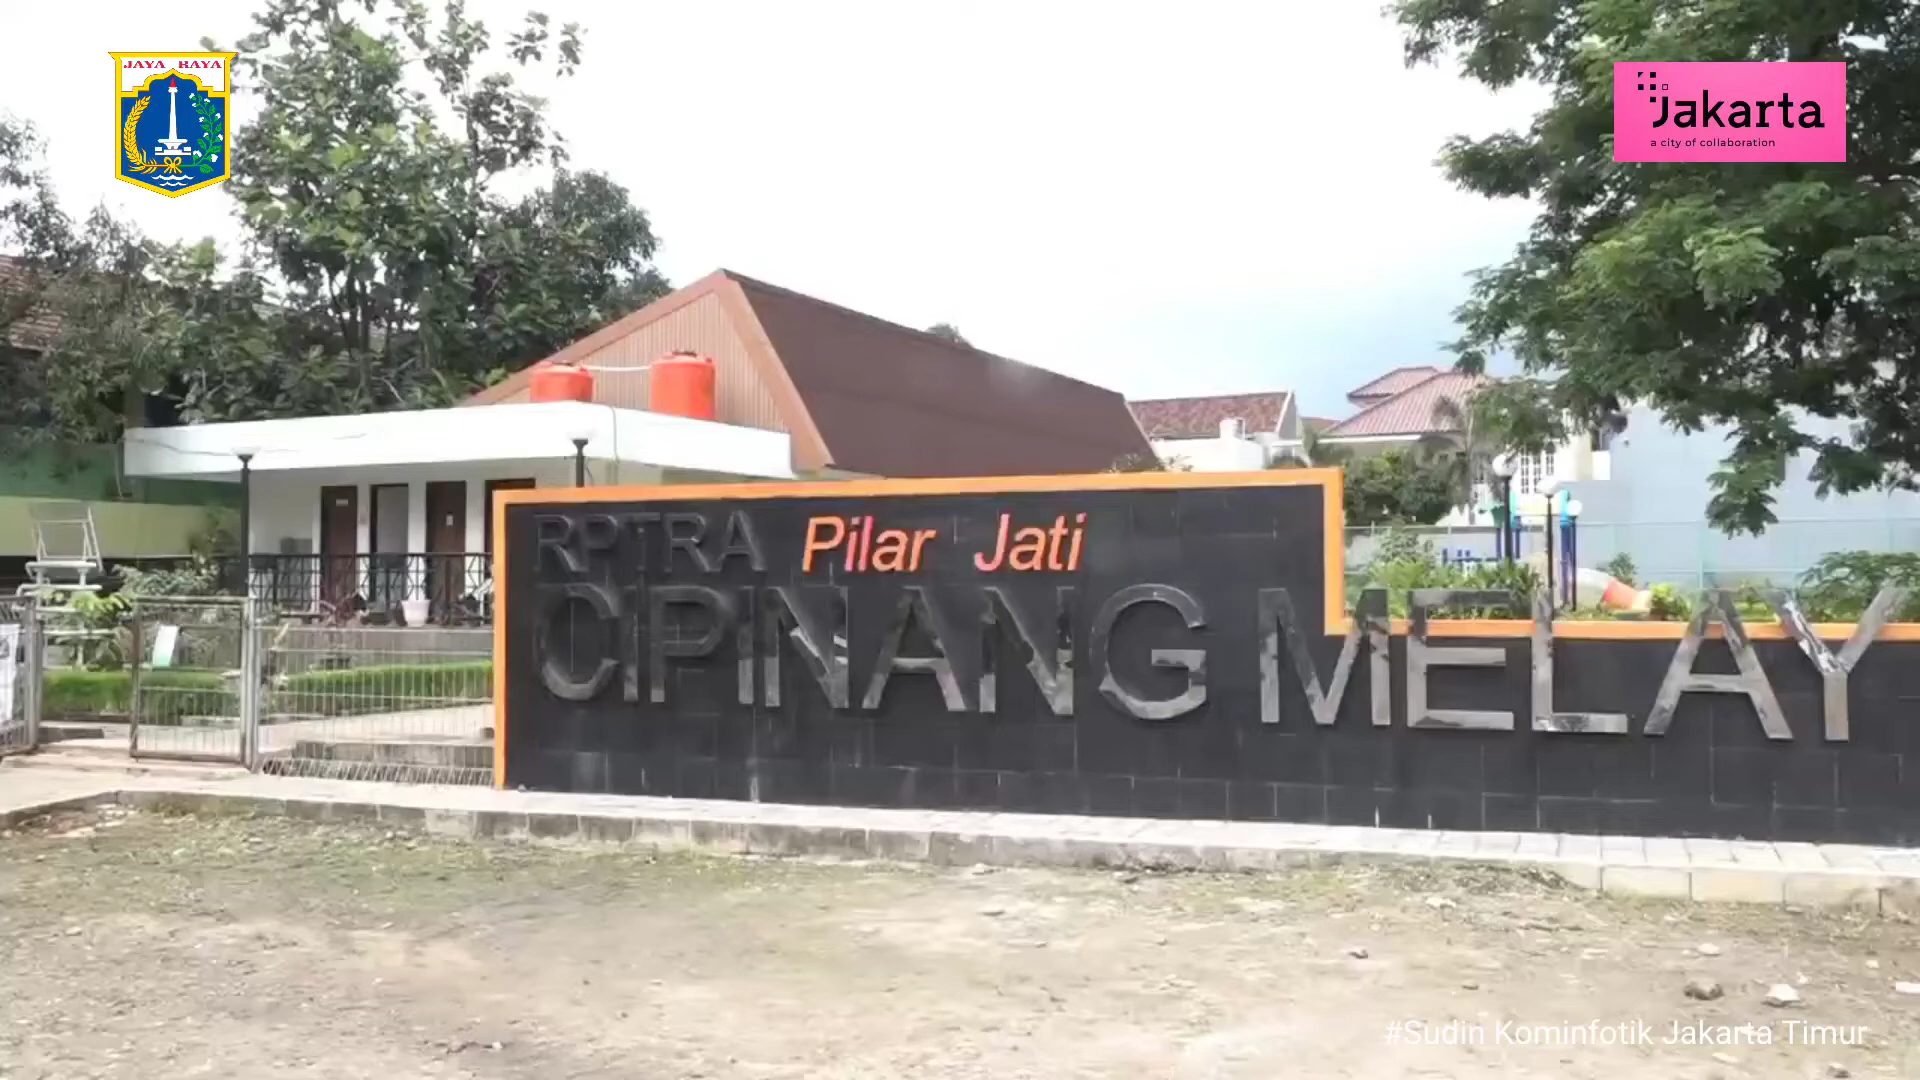 JAYA RAYA
Jakarta
a city of collaboration
RPTRA Pilar Jati
CIPINANG MELAY
#Sudin Kominfotik Jakarta Timur